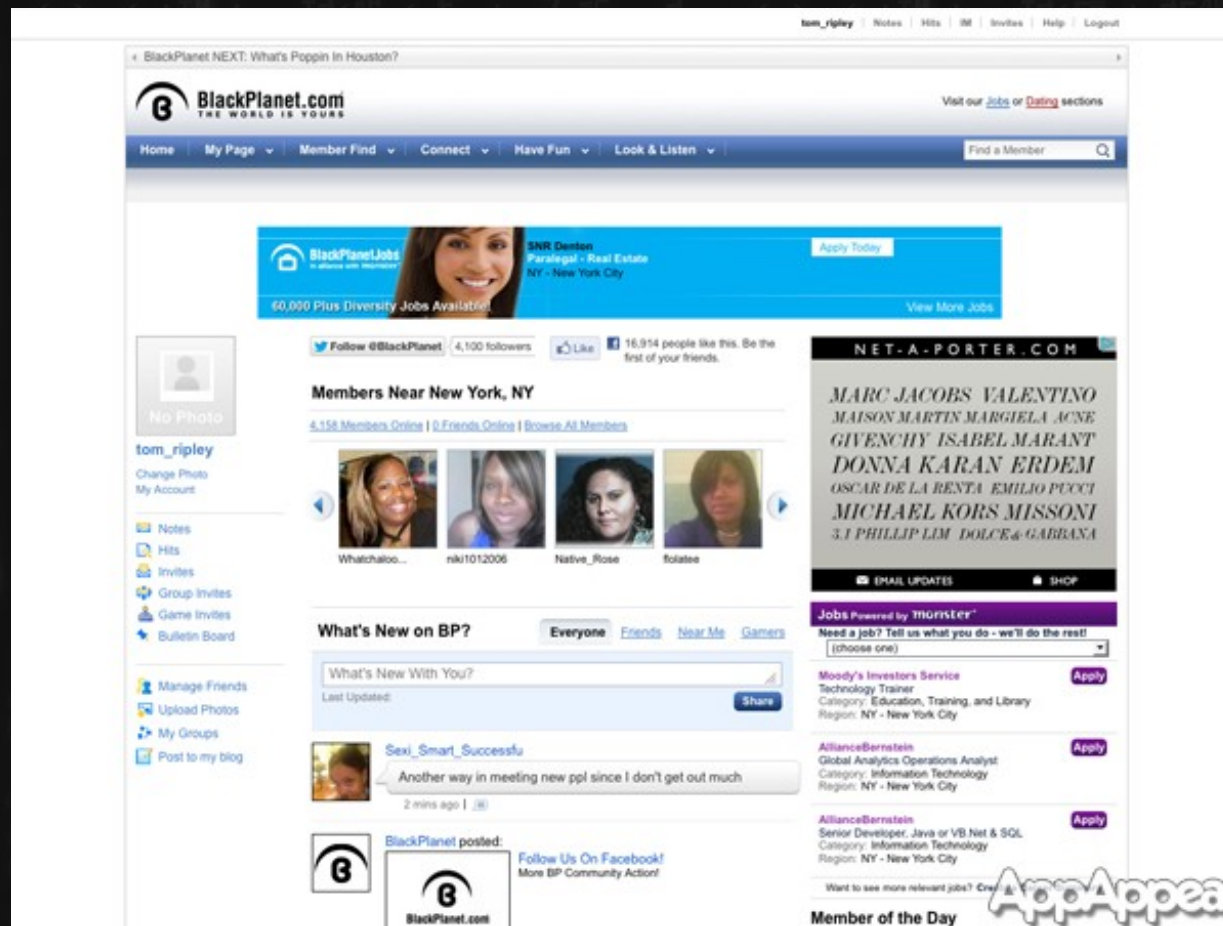 tom_ripley | Notes | Hits | IM | Invites | Help | Logout
BlackPlanet NEXT: What's Poppin In Houston?
BlackPlanet.com
THE WORLD IS YOURS
Visit our Jobs or Dating sections
Home My Page Member Find Connect Have Fun Look & Listen
Find a Member
BlackPlanetJobs
in alliance with monster
60,000 Plus Diversity Jobs Available!
SNR Denton
Paralegal - Real Estate
NY - New York City
Apply Today
View More Jobs
No Photo
tom_ripley
Change Photo
My Account
Notes
Hits
Invites
Group Invites
Game Invites
Bulletin Board
Manage Friends
Upload Photos
My Groups
Post to my blog
Follow @BlackPlanet 4,100 followers
Like
16,914 people like this. Be the
first of your friends.
Members Near New York, NY
4,158 Members Online | 0 Friends Online | Browse All Members
Whatchaloo... niki1012006 Native_Rose flolatee
What's New on BP?
Everyone Friends Near Me Gamers
What's New With You?
Last Updated:
Share
Sexi_Smart_Successfu
Another way in meeting new ppl since I don't get out much
2 mins ago |
BlackPlanet posted:
BlackPlanet.com
Follow Us On Facebook!
More BP Community Action!
NET-A-PORTER.COM
MARC JACOBS VALENTINO
MAISON MARTIN MARGIELA ACNE
GIVENCHY ISABEL MARANT
DONNA KARAN ERDEM
OSCAR DE LA RENTA EMILIO PUCCI
MICHAEL KORS MISSONI
3.1 PHILLIP LIM DOLCE & GABBANA
EMAIL UPDATES SHOP
Jobs Powered by monster
Need a job? Tell us what you do - we'll do the rest!
(choose one)
Moody's Investors Service
Apply
Technology Trainer
Category: Education, Training, and Library
Region: NY - New York City
AllianceBernstein
Apply
Global Analytics Operations Analyst
Category: Information Technology
Region: NY - New York City
AllianceBernstein
Apply
Senior Developer, Java or VB.Net & SQL
Category: Information Technology
Region: NY - New York City
Want to see more relevant jobs?
Member of the Day
AppAppeal